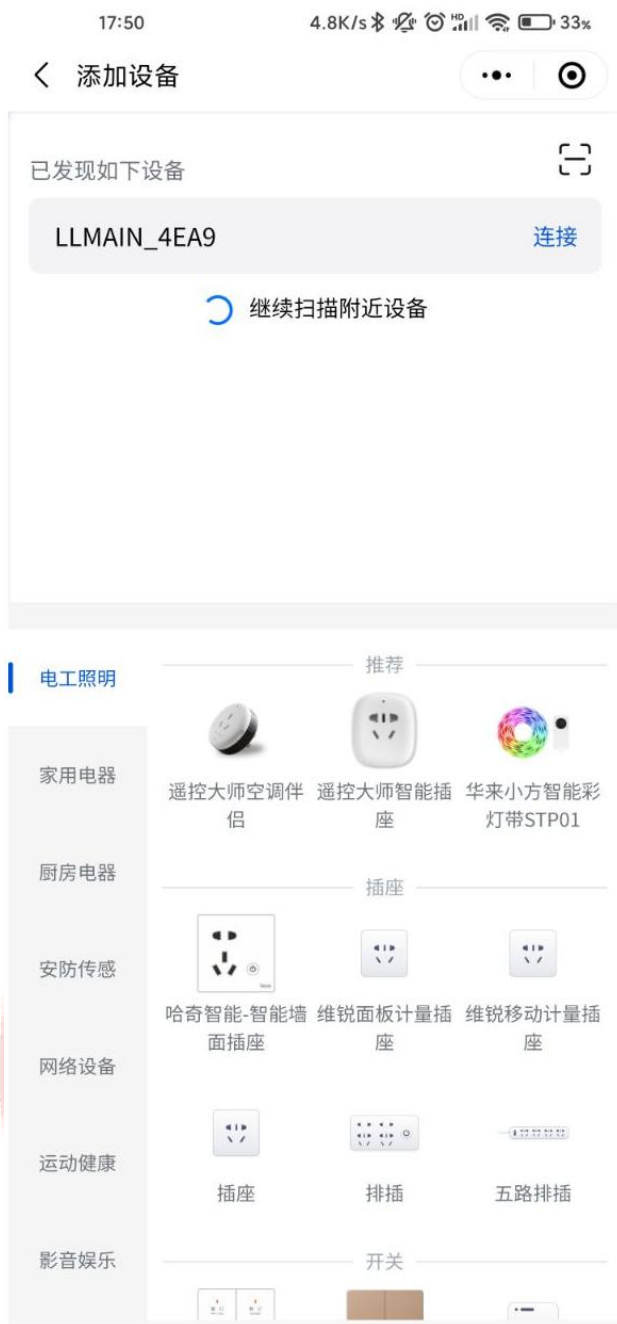 17:50 4.8K/s HD 33%
添加设备
已发现如下设备
LLMAIN_4EA9 连接
继续扫描附近设备
电工照明
推荐
遥控大师空调伴
侣
遥控大师智能插
座
华来小方智能彩
灯带STP01
家用电器
厨房电器
插座
安防传感
哈奇智能-智能墙
面插座
维锐面板计量插
座
维锐移动计量插
座
网络设备
运动健康
插座
排插
五路排插
影音娱乐
开关